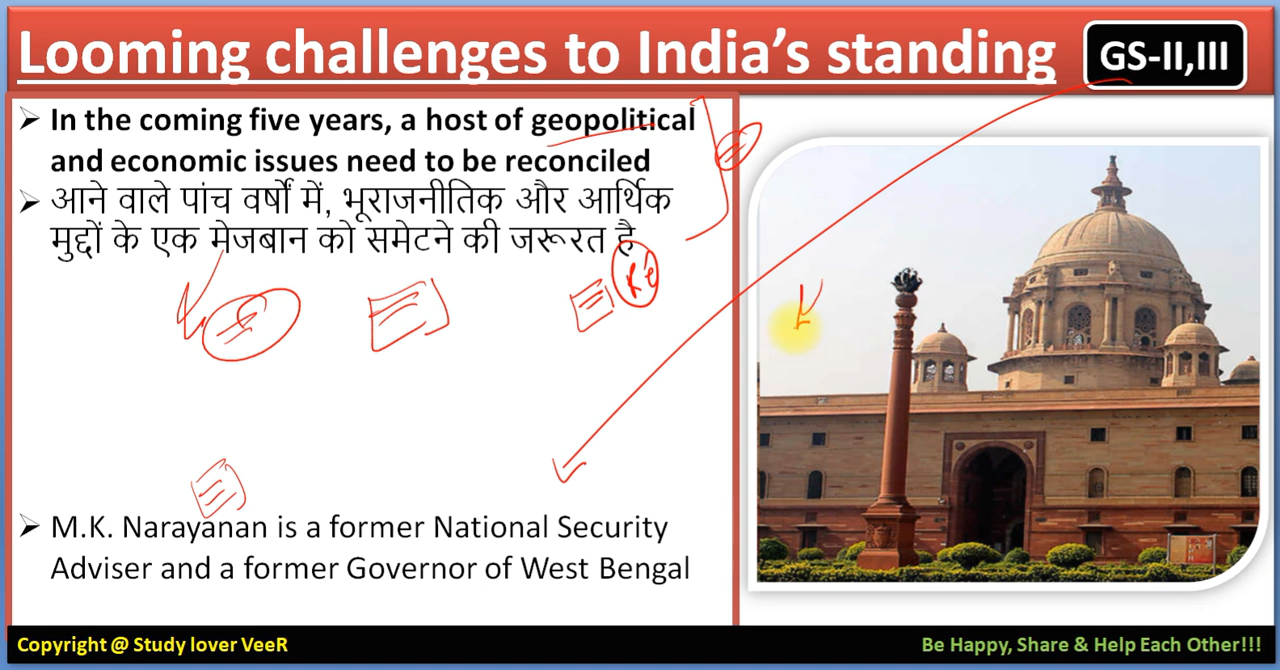 Looming challenges to India's standing
GS-II,III
In the coming five years, a host of geopolitical
and economic issues need to be reconciled
आने वाले पांच वर्षों में, भूराजनीतिक और आर्थिक
मुद्दों के एक मेजबान को समेटने की जरूरत है
M.K. Narayanan is a former National Security
Adviser and a former Governor of West Bengal
Copyright @ Study lover VeeR
Be Happy, Share & Help Each Other!!!